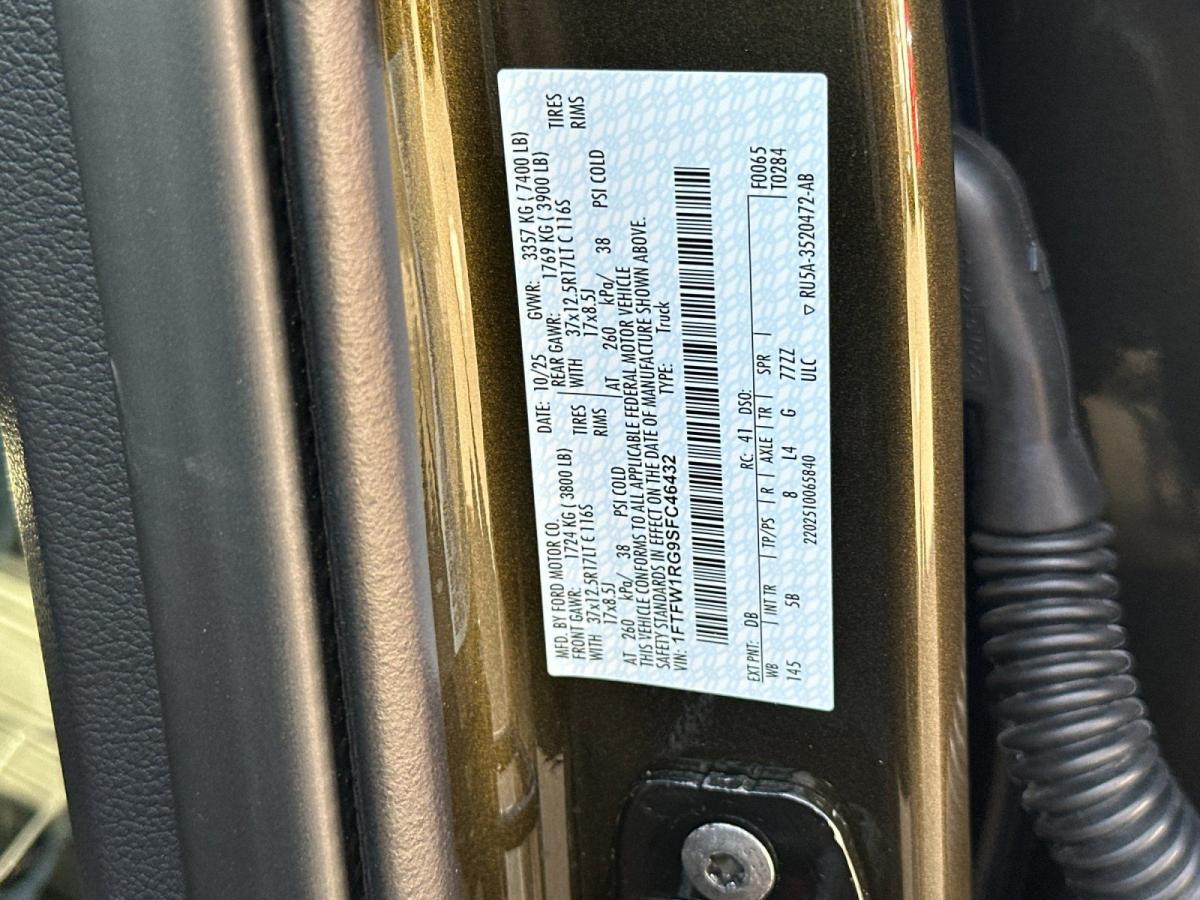 MFD. BY FORD MOTOR CO.
DATE: 10/25 GVWR: 3357 KG ( 7400 LB)
FRONT GAWR: 1724 KG ( 3800 LB)
REAR GAWR: 1769 KG ( 3900 LB)
WITH 37x12.5R17LT E 116S TIRES
WITH 37x12.5R17LT C 116S TIRES
17x8.5J RIMS
17x8.5J RIMS
AT 260 kPa/ 38 PSI COLD
AT 260 kPa/ 38 PSI COLD
THIS VEHICLE CONFORMS TO ALL APPLICABLE FEDERAL MOTOR VEHICLE
SAFETY STANDARDS IN EFFECT ON THE DATE OF MANUFACTURE SHOWN ABOVE.
VIN: 1FTFW1RG9SFC46432 TYPE: Truck
EXT PNT: DB RC: 41 DSO: F0065
WB INT TR TP/PS R AXLE TR SPR T0284
145 5B 8 L4 G 77ZZ
2202510065840 ULC ▽ RU5A-3520472-AB